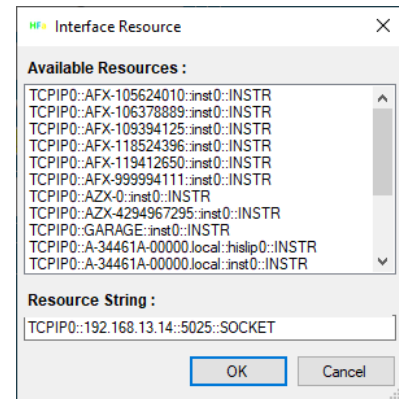 HF+ Interface Resource
Available Resources :
TCPIP0::AFX-105624010::inst0::INSTR
TCPIP0::AFX-106378889::inst0::INSTR
TCPIP0::AFX-109394125::inst0::INSTR
TCPIP0::AFX-118524396::inst0::INSTR
TCPIP0::AFX-119412650::inst0::INSTR
TCPIP0::AFX-999994111::inst0::INSTR
TCPIP0::AZX-0::inst0::INSTR
TCPIP0::AZX-4294967295::inst0::INSTR
TCPIP0::GARAGE::inst0::INSTR
TCPIP0::A-34461A-00000.local::hislip0::INSTR
TCPIP0::A-34461A-00000.local::inst0::INSTR
Resource String :
TCPIP0::192.168.13.14::5025::SOCKET
OK Cancel